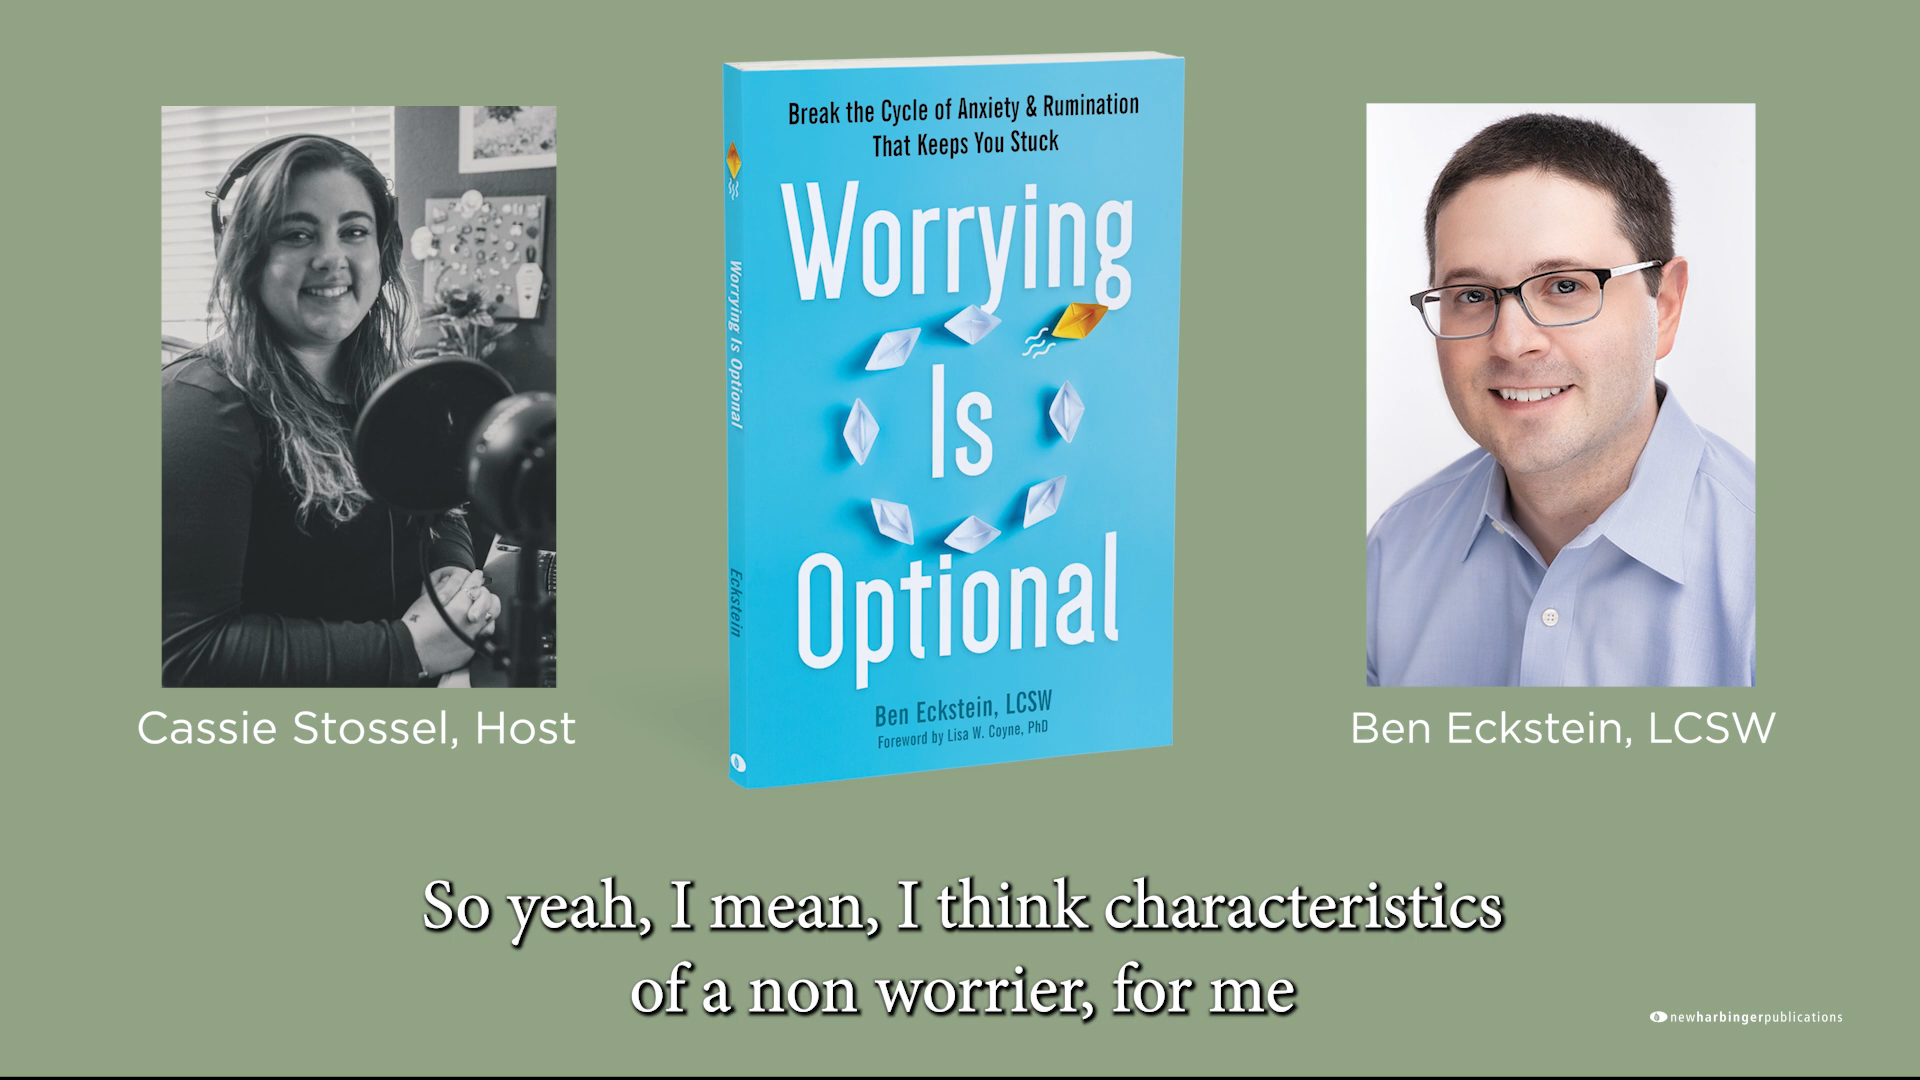 Break the Cycle of Anxiety & Rumination
That Keeps You Stuck
Worrying
Is
Optional
Ben Eckstein, LCSW
Foreword by Lisa W. Coyne, PhD
Worrying Is Optional
Eckstein
Cassie Stossel, Host
Ben Eckstein, LCSW
So yeah, I mean, I think characteristics
of a non worrier, for me
newharbingerpublications